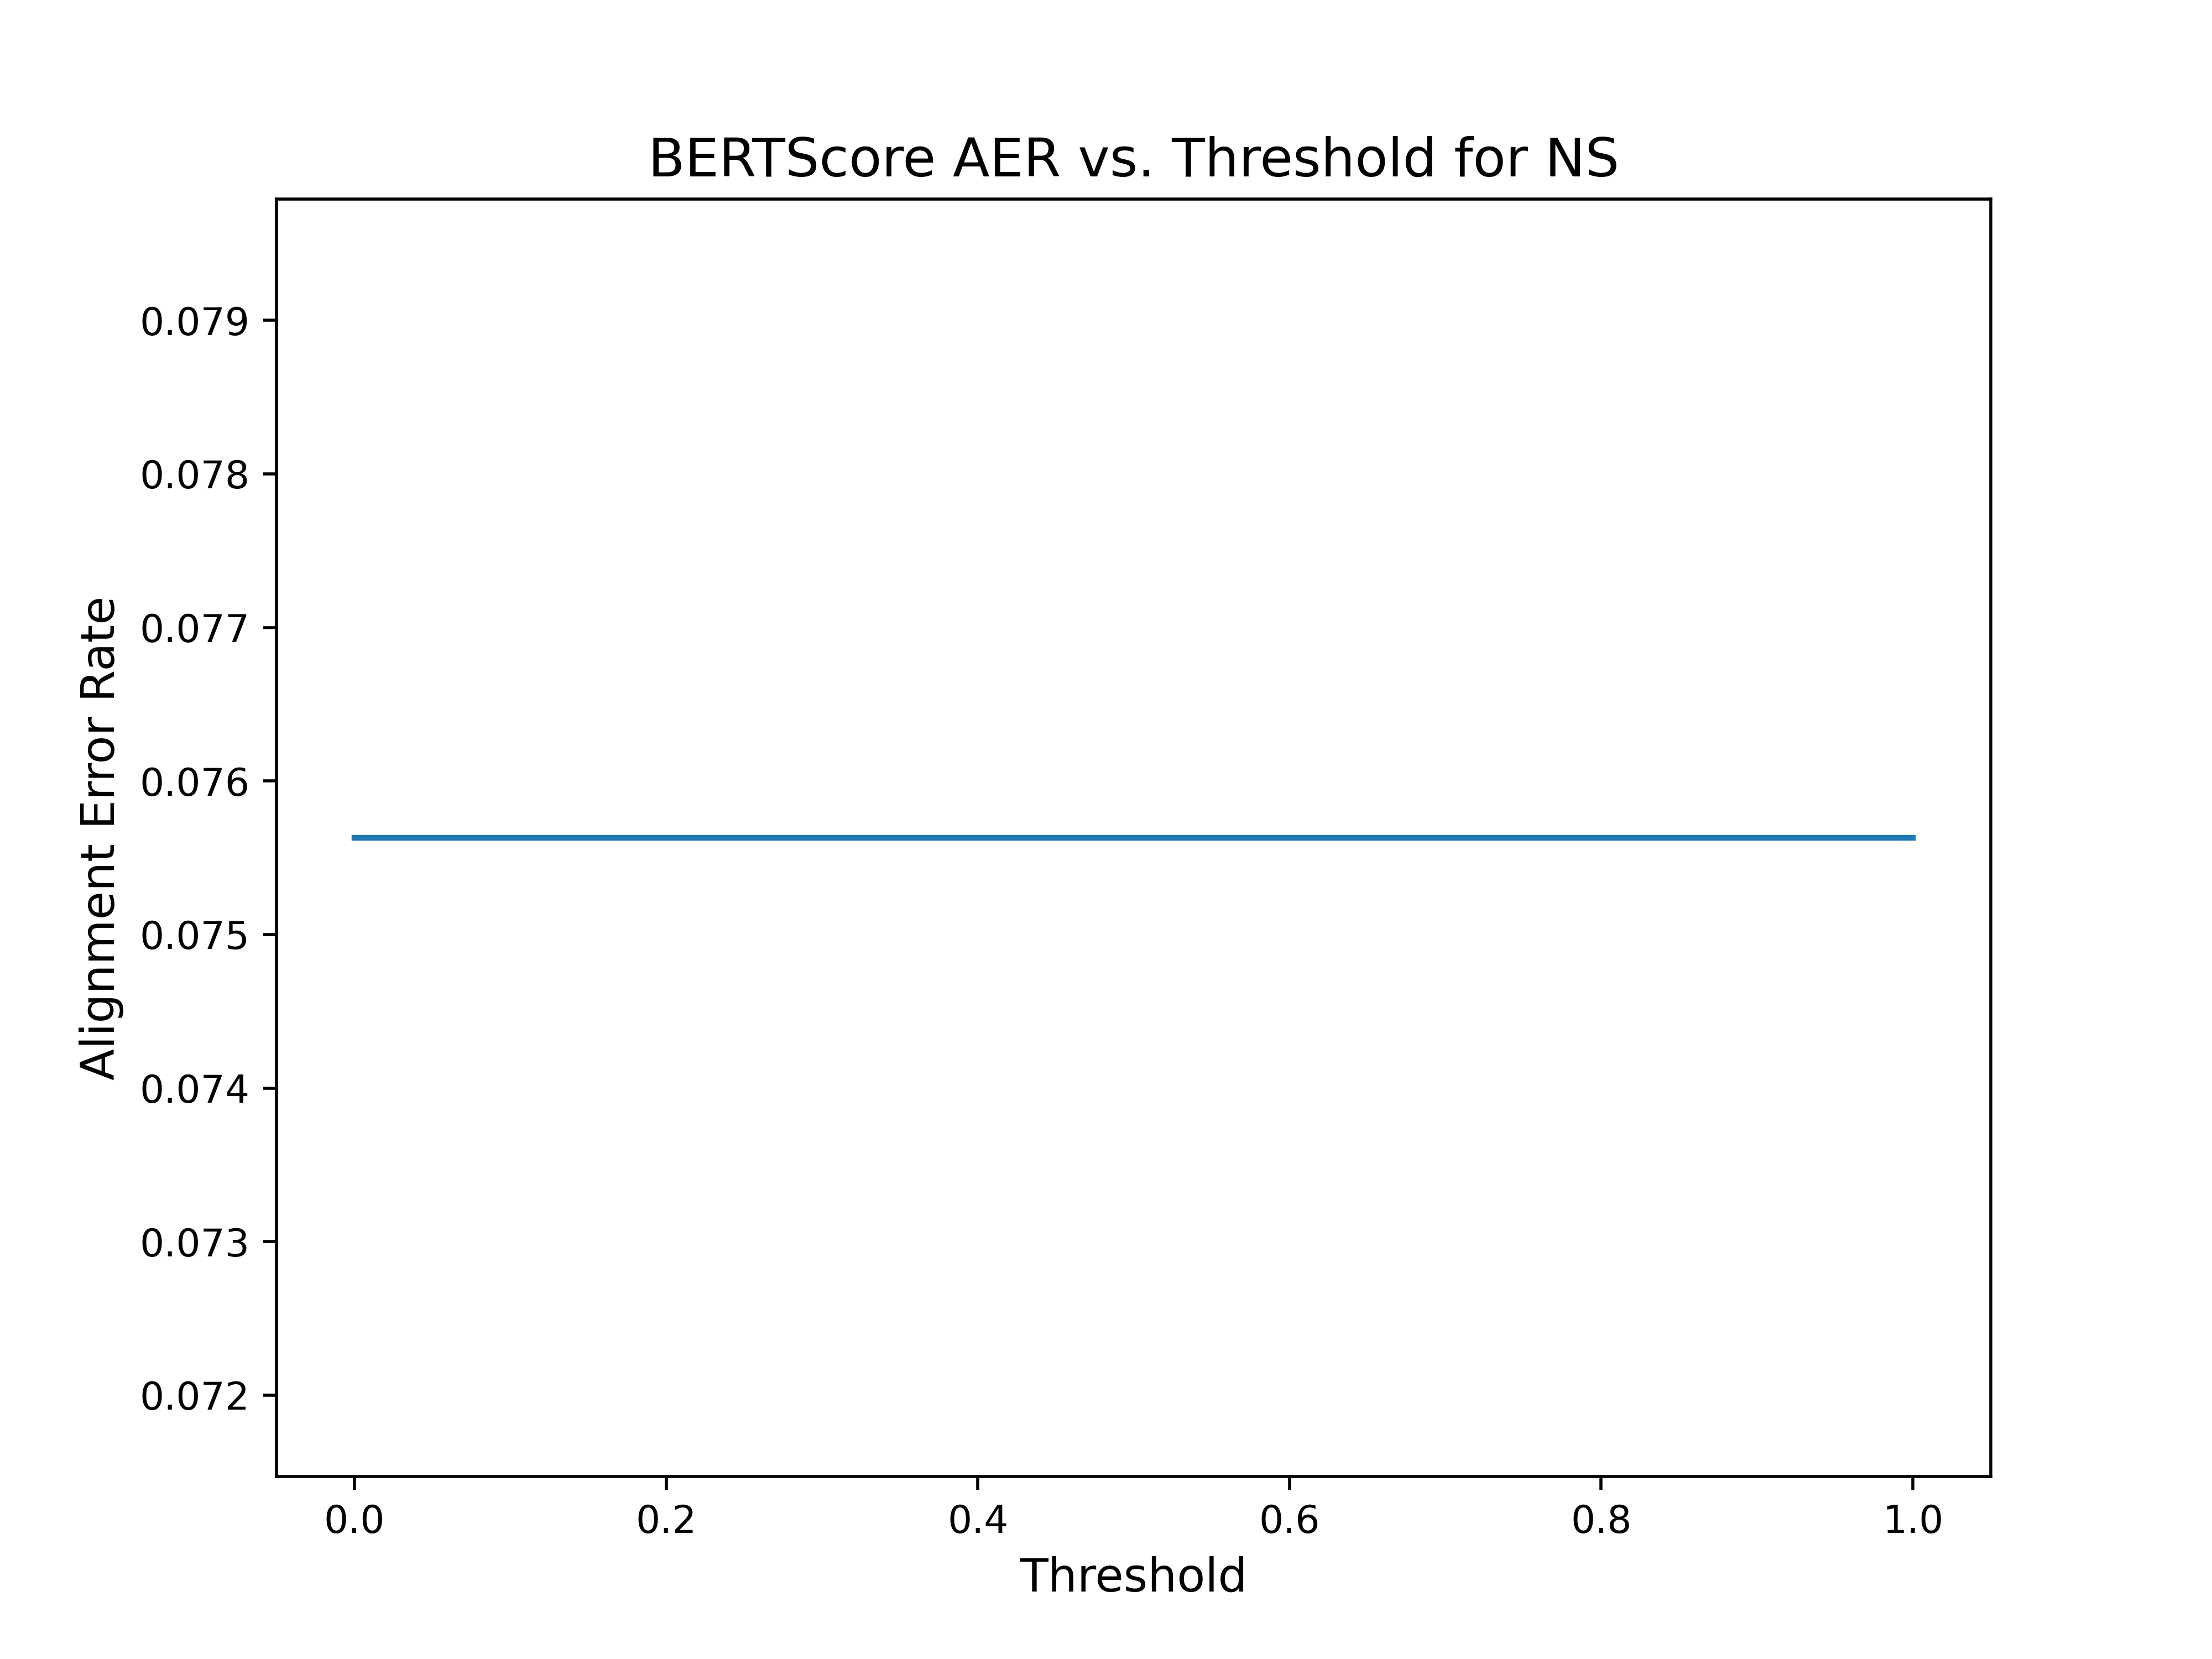 BERTScore AER vs. Threshold for NS
Alignment Error Rate
0.079
0.078
0.077
0.076
0.075
0.074
0.073
0.072
0.0 0.2 0.4 0.6 0.8 1.0
Threshold